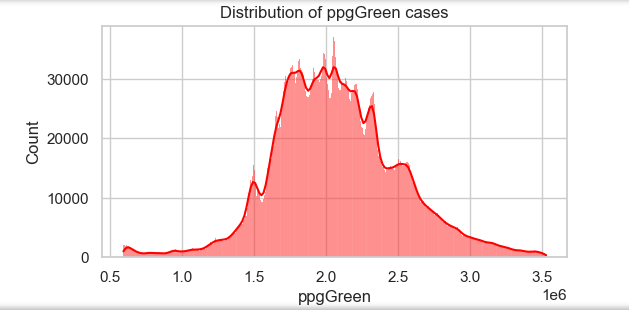 Distribution of ppgGreen cases
30000
20000
10000
0
Count
0.5 1.0 1.5 2.0 2.5 3.0 3.5
1e6
ppgGreen